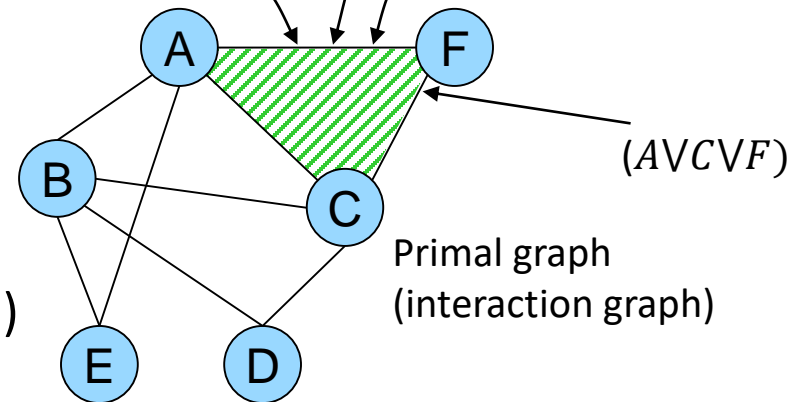 A
F
(A∨C∨F)
B
C
Primal graph
(interaction graph)
)
E
D